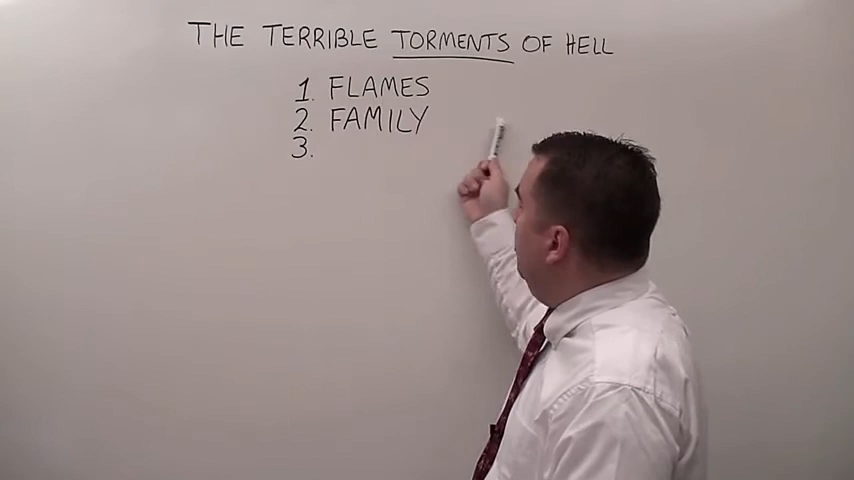 THE TERRIBLE TORMENTS OF HELL
1. FLAMES
2. FAMILY
3.